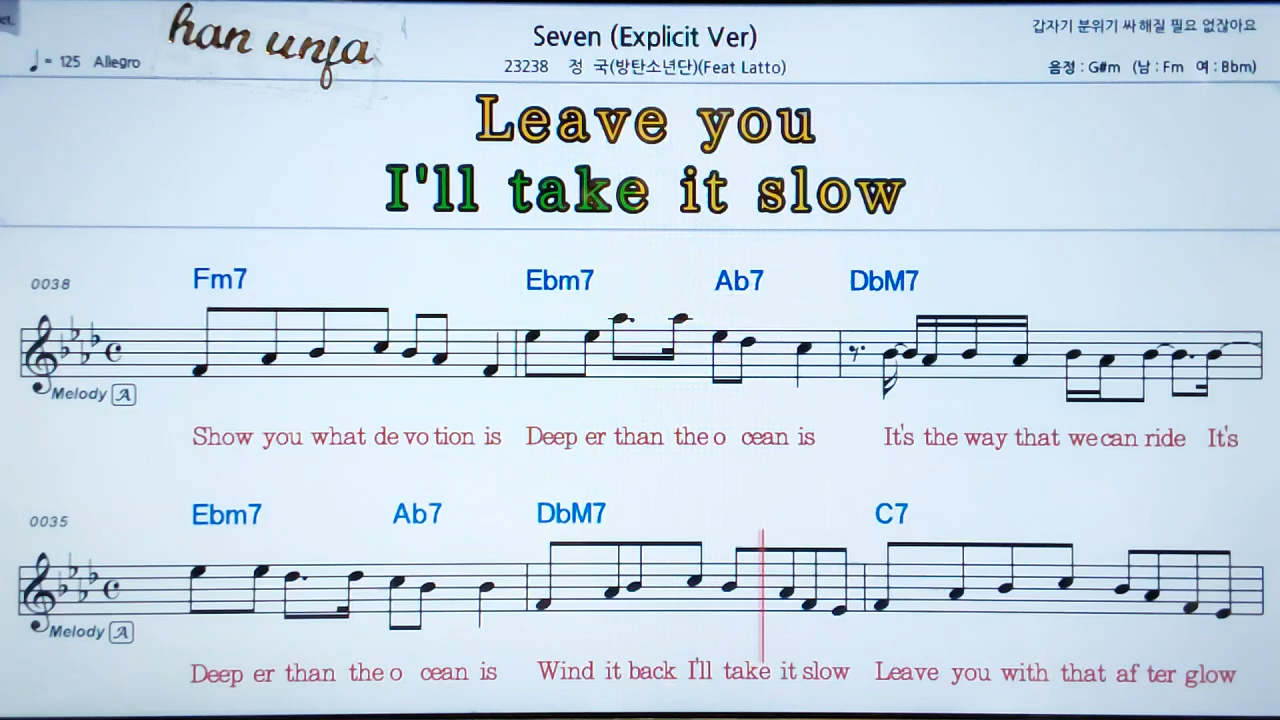 han unja
Seven (Explicit Ver)
갑자기 분위기 싸해질 필요 없잖아요
♩= 125 Allegro
23238 정 국(방탄소년단)(Feat Latto)
음정 : G#m (남 : Fm 여 : Bbm)
Leave you
I'll take it slow
0038
Fm7 Ebm7 Ab7 DbM7
Melody A
Show you what de vo tion is Deep er than the o cean is It's the way that we can ride It's
0035
Ebm7 Ab7 DbM7 C7
Melody A
Deep er than the o cean is Wind it back I'll take it slow Leave you with that af ter glow